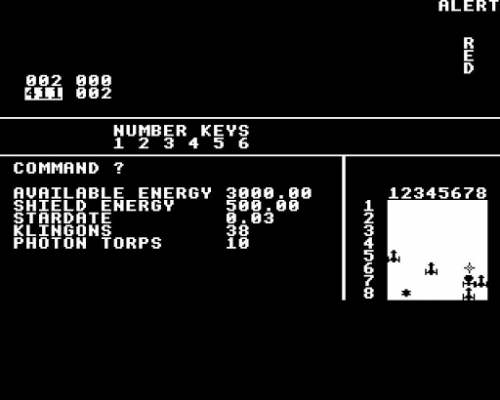 ALERT
RED
002 000
411 002
NUMBER KEYS
1 2 3 4 5 6
COMMAND ?
AVAILABLE ENERGY 3000.00
SHIELD ENERGY 500.00
STARDATE 0.03
KLINGONS 38
PHOTON TORPS 10
12345678
1
2
3
4
5
6
7
8